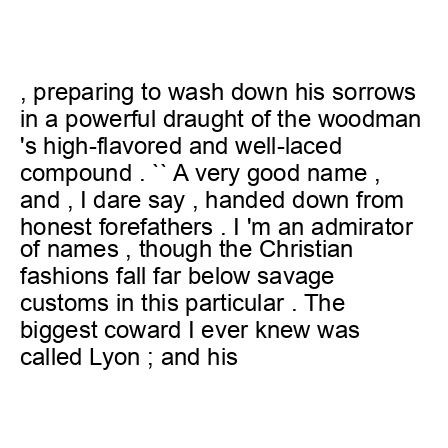 , preparing to wash down his sorrows
in a powerful draught of the woodman
's high-flavored and well-laced
compound . `` A very good name ,
and , I dare say , handed down from
honest forefathers . I 'm an admirator
of names , though the Christian
fashions fall far below savage
customs in this particular . The
biggest coward I ever knew was
called Lyon ; and his